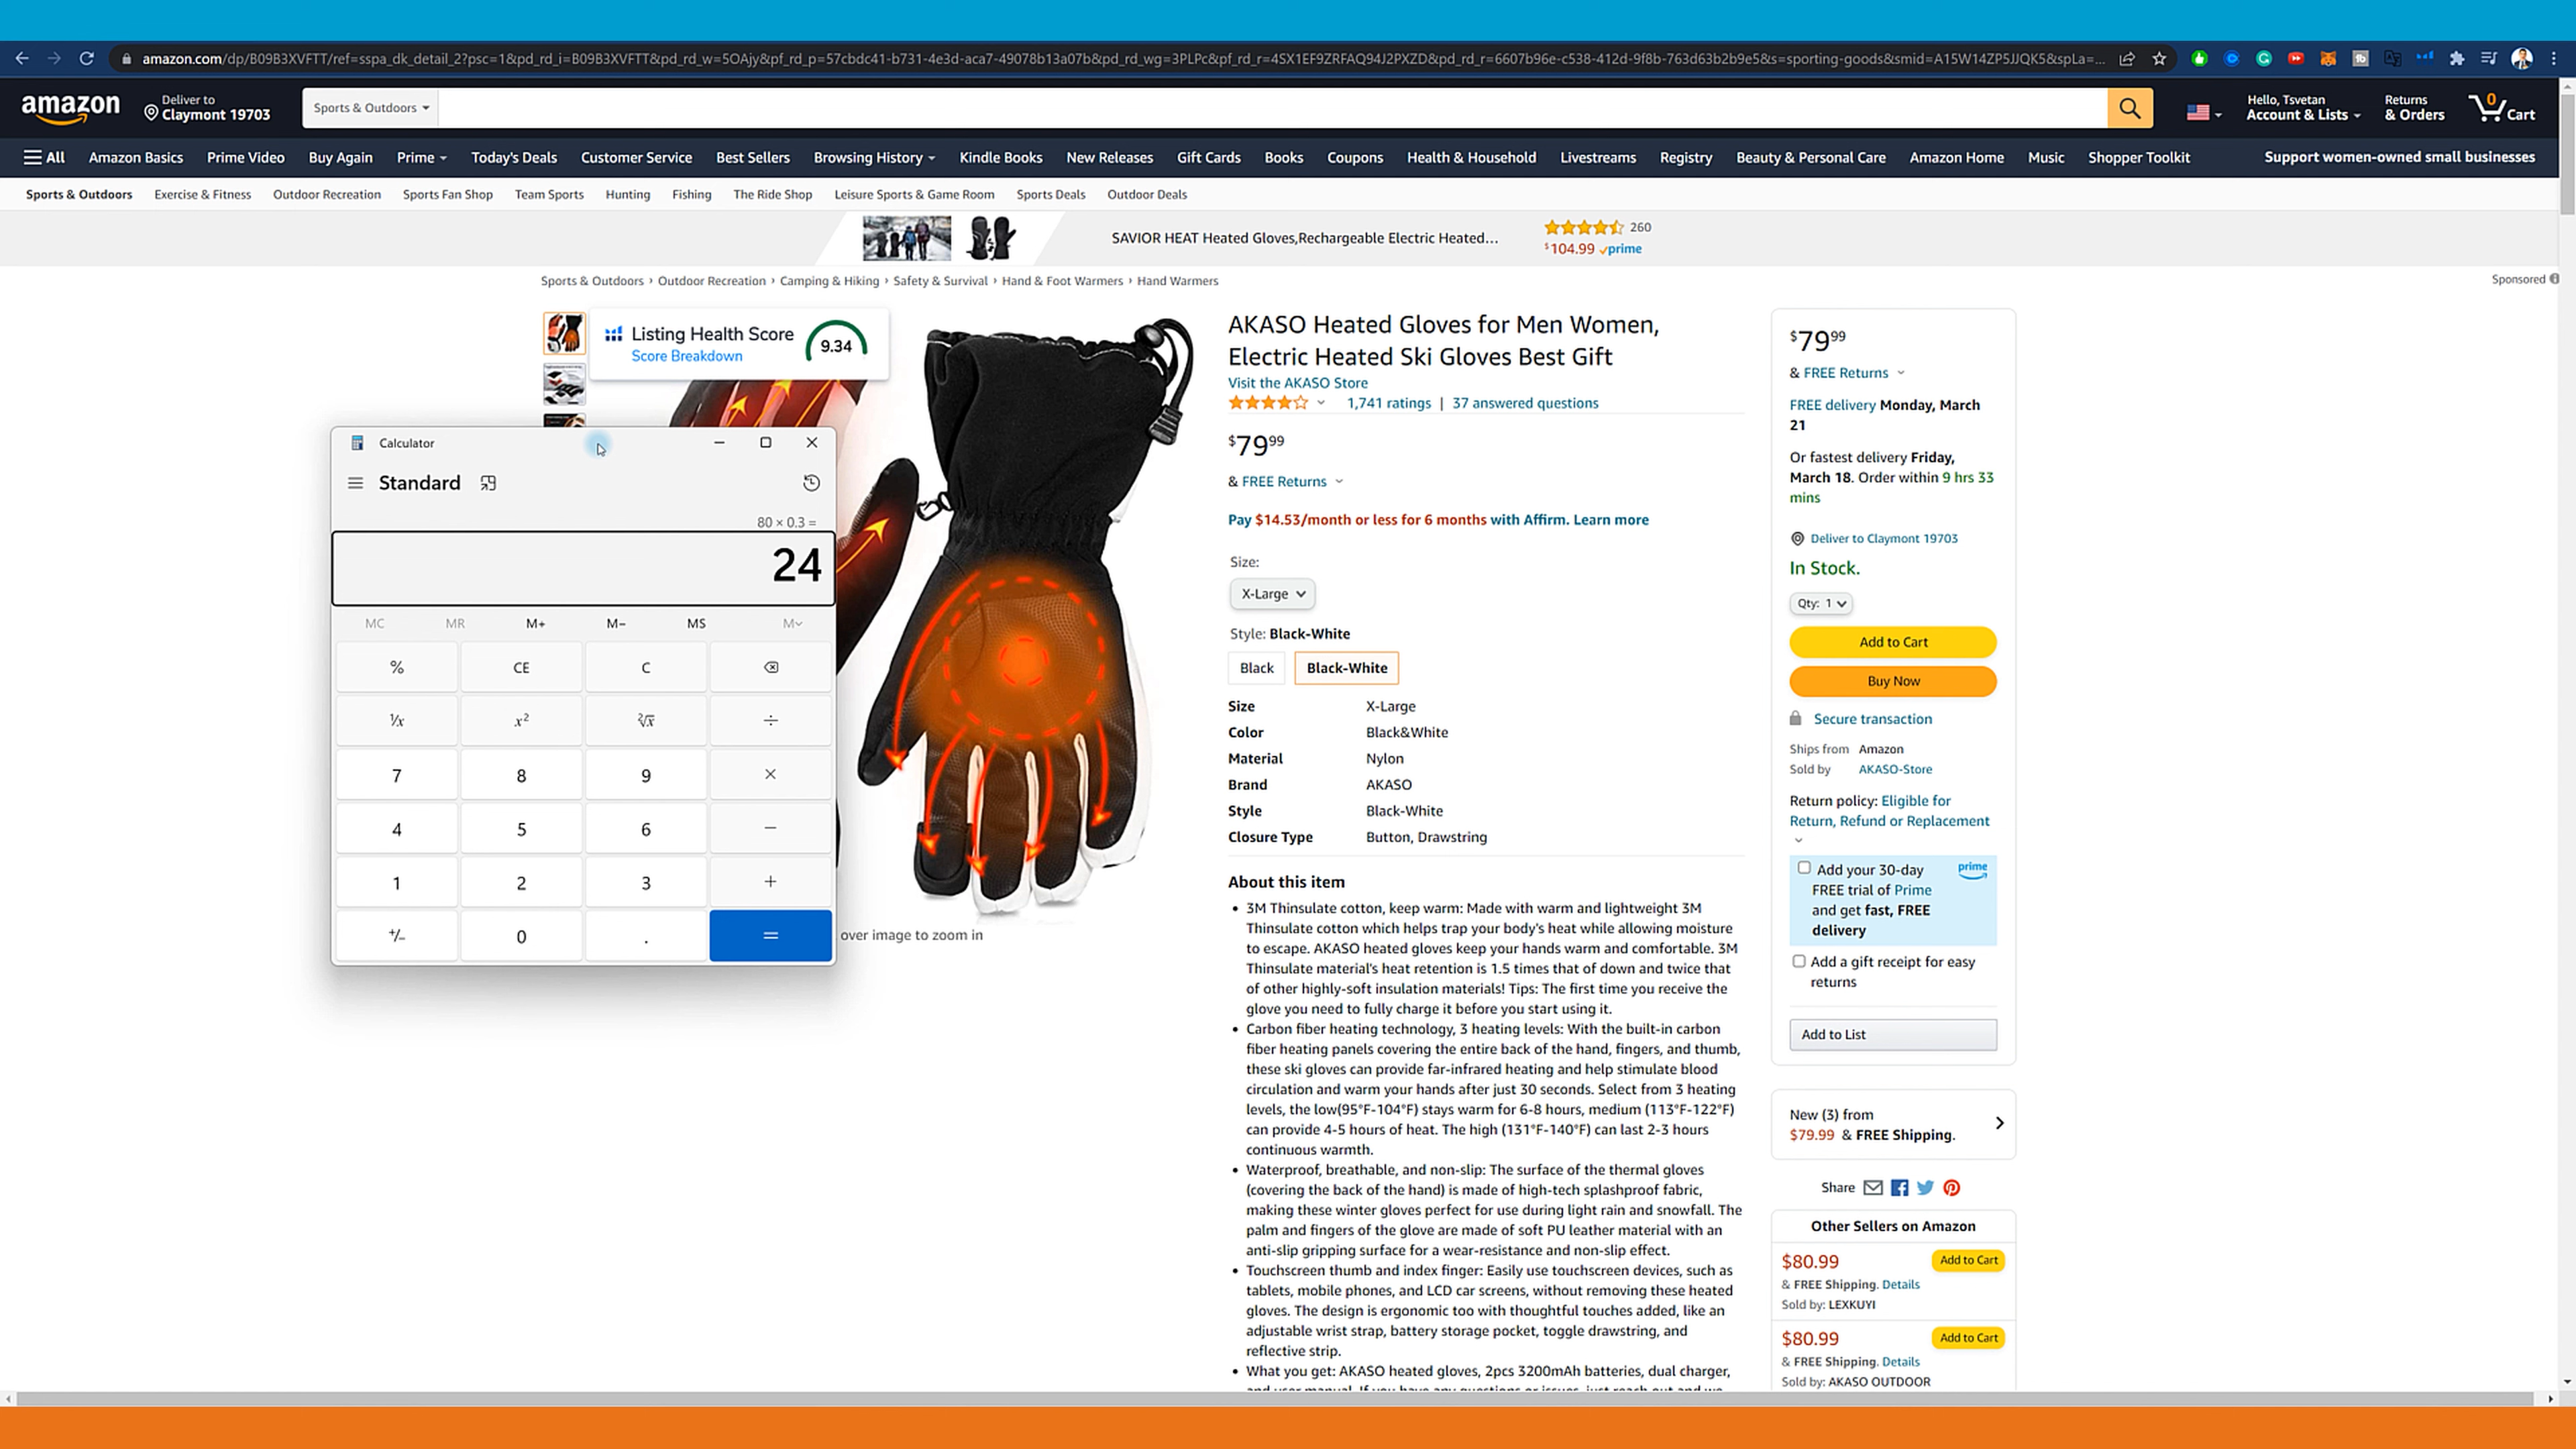 amazon.com/dp/B09B3XVFTT/ref=sspa_dk_detail_2?psc=1&pd_rd_i=B09B3XVFTT&pd_rd_w=5OAjy&pf_rd_p=57cbdc41-b731-4e3d-aca7-49078b13a07b&pd_rd_wg=3PLPc&pf_rd_r=4SX1EF9ZRFAQ94J2PXZD&pd_rd_r=6607b96e-c538-412d-9f8b-763d63b2b9e5&s=sporting-goods&smid=A15W14ZP5JJQK5&spLa=...
amazon
Deliver to
Claymont 19703
Sports & Outdoors
Hello, Tsvetan
Account & Lists
Returns
& Orders
0
Cart
All Amazon Basics Prime Video Buy Again Prime Today's Deals Customer Service Best Sellers Browsing History Kindle Books New Releases Gift Cards Books Coupons Health & Household Livestreams Registry Beauty & Personal Care Amazon Home Music Shopper Toolkit Support women-owned small businesses
Sports & Outdoors Exercise & Fitness Outdoor Recreation Sports Fan Shop Team Sports Hunting Fishing The Ride Shop Leisure Sports & Game Room Sports Deals Outdoor Deals
SAVIOR HEAT Heated Gloves,Rechargeable Electric Heated...
260
$104.99 prime
Sponsored
Sports & Outdoors › Outdoor Recreation › Camping & Hiking › Safety & Survival › Hand & Foot Warmers › Hand Warmers
Listing Health Score
Score Breakdown
9.34
Calculator
Standard
80 × 0.3 =
24
MC MR M+ M− MS M
% CE C
1/x x² ²√x ÷
7 8 9 ×
4 5 6 −
1 2 3 +
+/− 0 . =
over image to zoom in
AKASO Heated Gloves for Men Women,
Electric Heated Ski Gloves Best Gift
Visit the AKASO Store
1,741 ratings | 37 answered questions
$79 99
& FREE Returns
Pay $14.53/month or less for 6 months with Affirm. Learn more
Size:
X-Large
Style: Black-White
Black Black-White
Size X-Large
Color Black&White
Material Nylon
Brand AKASO
Style Black-White
Closure Type Button, Drawstring
About this item
• 3M Thinsulate cotton, keep warm: Made with warm and lightweight 3M
Thinsulate cotton which helps trap your body's heat while allowing moisture
to escape. AKASO heated gloves keep your hands warm and comfortable. 3M
Thinsulate material's heat retention is 1.5 times that of down and twice that
of other highly-soft insulation materials! Tips: The first time you receive the
glove you need to fully charge it before you start using it.
• Carbon fiber heating technology, 3 heating levels: With the built-in carbon
fiber heating panels covering the entire back of the hand, fingers, and thumb,
these ski gloves can provide far-infrared heating and help stimulate blood
circulation and warm your hands after just 30 seconds. Select from 3 heating
levels, the low(95°F-104°F) stays warm for 6-8 hours, medium (113°F-122°F)
can provide 4-5 hours of heat. The high (131°F-140°F) can last 2-3 hours
continuous warmth.
• Waterproof, breathable, and non-slip: The surface of the thermal gloves
(covering the back of the hand) is made of high-tech splashproof fabric,
making these winter gloves perfect for use during light rain and snowfall. The
palm and fingers of the glove are made of soft PU leather material with an
anti-slip gripping surface for a wear-resistance and non-slip effect.
• Touchscreen thumb and index finger: Easily use touchscreen devices, such as
tablets, mobile phones, and LCD car screens, without removing these heated
gloves. The design is ergonomic too with thoughtful touches added, like an
adjustable wrist strap, battery storage pocket, toggle drawstring, and
reflective strip.
• What you get: AKASO heated gloves, 2pcs 3200mAh batteries, dual charger,
$79 99
& FREE Returns
FREE delivery Monday, March
21
Or fastest delivery Friday,
March 18. Order within 9 hrs 33
mins
Deliver to Claymont 19703
In Stock.
Qty: 1
Add to Cart
Buy Now
Secure transaction
Ships from Amazon
Sold by AKASO-Store
Return policy: Eligible for
Return, Refund or Replacement
Add your 30-day
FREE trial of Prime
and get fast, FREE
delivery
prime
Add a gift receipt for easy
returns
Add to List
New (3) from
$79.99 & FREE Shipping.
Share
Other Sellers on Amazon
$80.99 Add to Cart
& FREE Shipping. Details
Sold by: LEXKUYI
$80.99 Add to Cart
& FREE Shipping. Details
Sold by: AKASO OUTDOOR